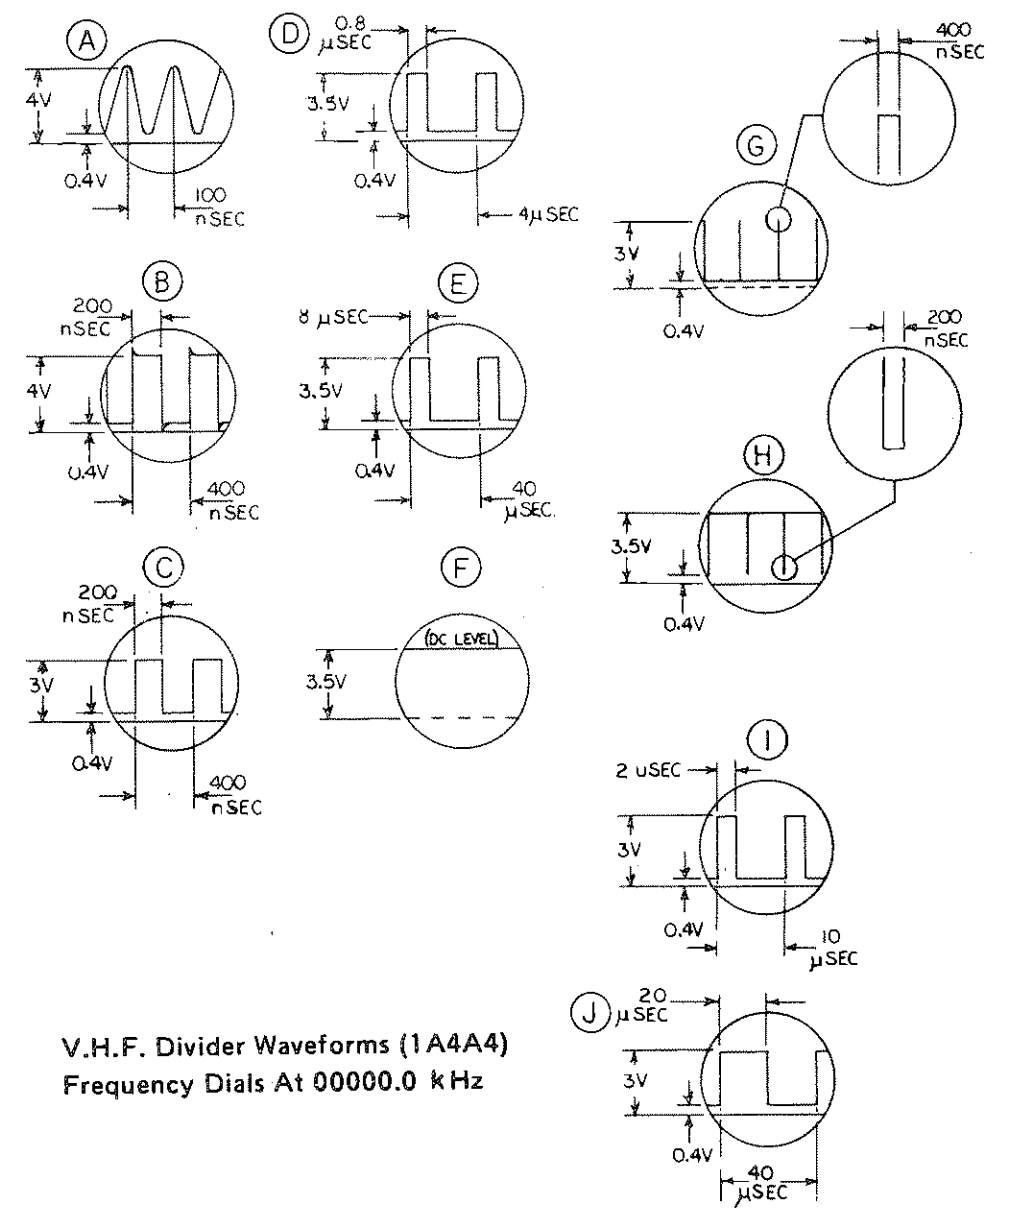 A
4V
0.4V
100
nSEC
B
200
nSEC
4V
0.4V
400
nSEC
C
200
nSEC
3V
0.4V
400
nSEC
D
0.8
μSEC
3.5V
0.4V
4μSEC
E
8 μSEC
3.5V
0.4V
40
μSEC.
F
(DC LEVEL)
3.5V
G
400
nSEC
3V
0.4V
H
200
nSEC
3.5V
0.4V
I
2 uSEC
3V
0.4V
10
μSEC
J
20
μSEC
3V
0.4V
40
μSEC
V.H.F. Divider Waveforms (1A4A4)
Frequency Dials At 00000.0 kHz